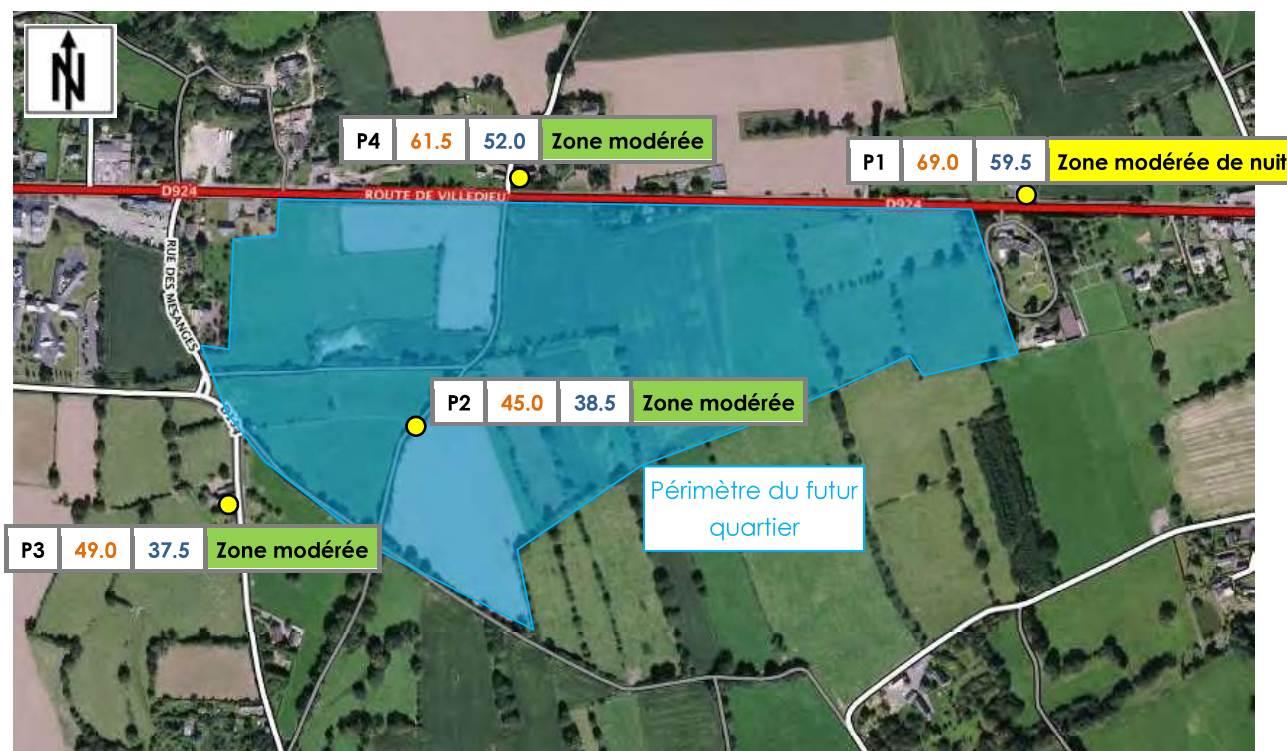 N
P4 61.5 52.0 Zone modérée
P1 69.0 59.5 Zone modérée de nuit
D924
ROUTE DE VILLEDIEU
D924
RUE DES MESANGES
P2 45.0 38.5 Zone modérée
Périmètre du futur
quartier
P3 49.0 37.5 Zone modérée